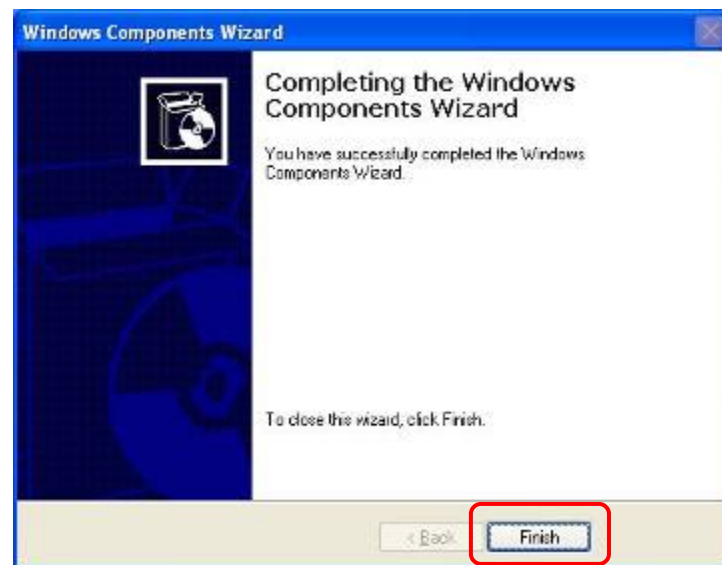 Windows Components Wizard
Completing the Windows
Components Wizard
You have successfully completed the Windows
Components Wizard.
To close this wizard, click Finish.
< Back
Finish